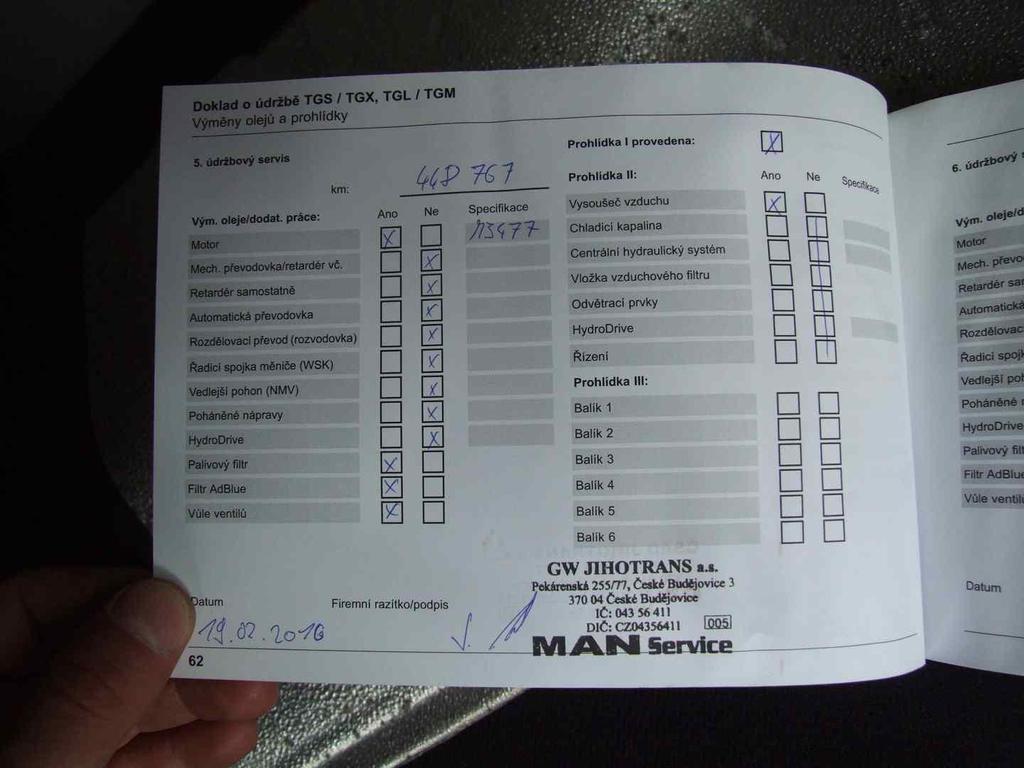 Doklad o údržbě TGS / TGX, TGL / TGM
Výměny olejů a prohlídky
5. údržbový servis
km: 448 767
Vým. oleje/dodat. práce: Ano Ne Specifikace
Motor X 13477
Mech. převodovka/retardér vč. X
Retardér samostatně X
Automatická převodovka X
Rozdělovací převod (rozvodovka) X
Řadicí spojka měniče (WSK) X
Vedlejší pohon (NMV) X
Poháněné nápravy X
HydroDrive X
Palivový filtr X
Filtr AdBlue X
Vůle ventilů X
Prohlídka I provedena: X
Prohlídka II: Ano Ne Specifikace
Vysoušeč vzduchu X
Chladicí kapalina
Centrální hydraulický systém
Vložka vzduchového filtru
Odvětrací prvky
HydroDrive
Řízení
Prohlídka III:
Balík 1
Balík 2
Balík 3
Balík 4
Balík 5
Balík 6
GW JIHOTRANS a.s.
Pekárenská 255/77, České Budějovice 3
370 04 České Budějovice
IČ: 043 56 411
DIČ: CZ04356411 005
MAN Service
Datum Firemní razítko/podpis
19.02.2016
62
6. údržbový
Vým. oleje/d
Motor
Mech. převo
Retardér sa
Automatická
Rozdělovac
Řadicí spojk
Vedlejší po
Poháněné
HydroDrive
Palivový filt
Filtr AdBlu
Vůle ventil
Datum